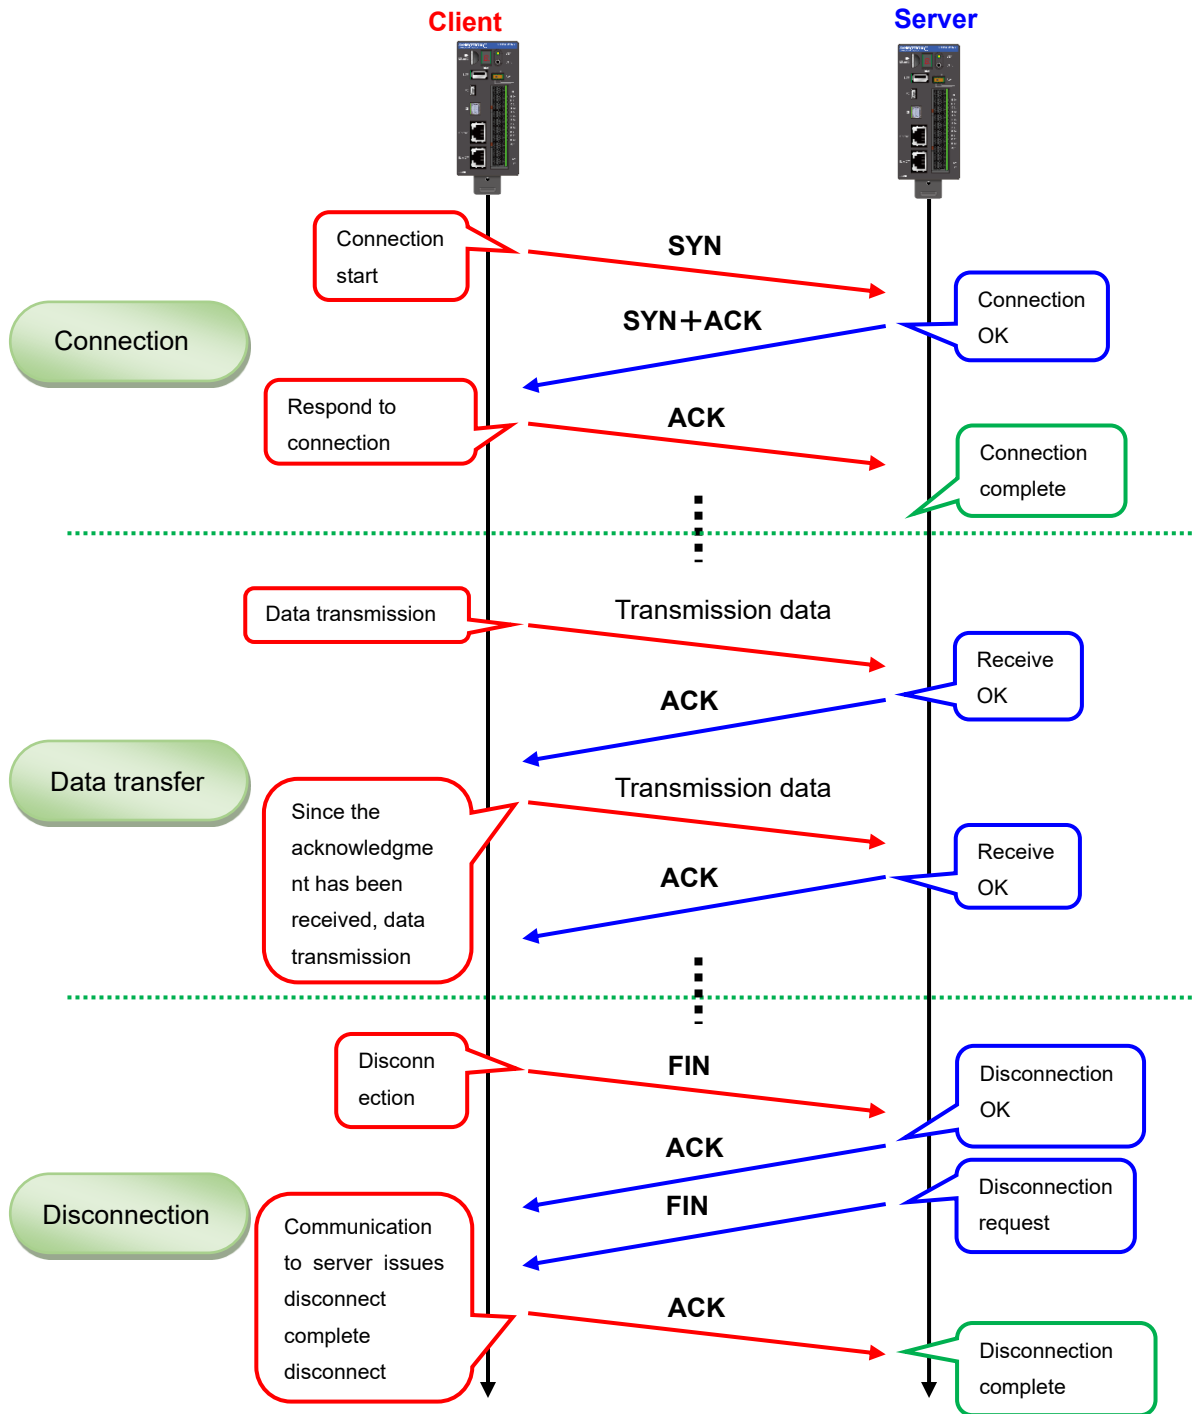 Client
Server
Connection
start
SYN
Connection
OK
SYN＋ACK
Connection
Respond to
connection
ACK
Connection
complete
Data transmission
Transmission data
Receive
OK
ACK
Data transfer
Transmission data
Since the
acknowledgme
nt has been
received, data
transmission
Receive
OK
ACK
Disconn
ection
FIN
Disconnection
OK
ACK
Disconnection
request
FIN
Disconnection
Communication
to server issues
disconnect
complete
disconnect
ACK
Disconnection
complete